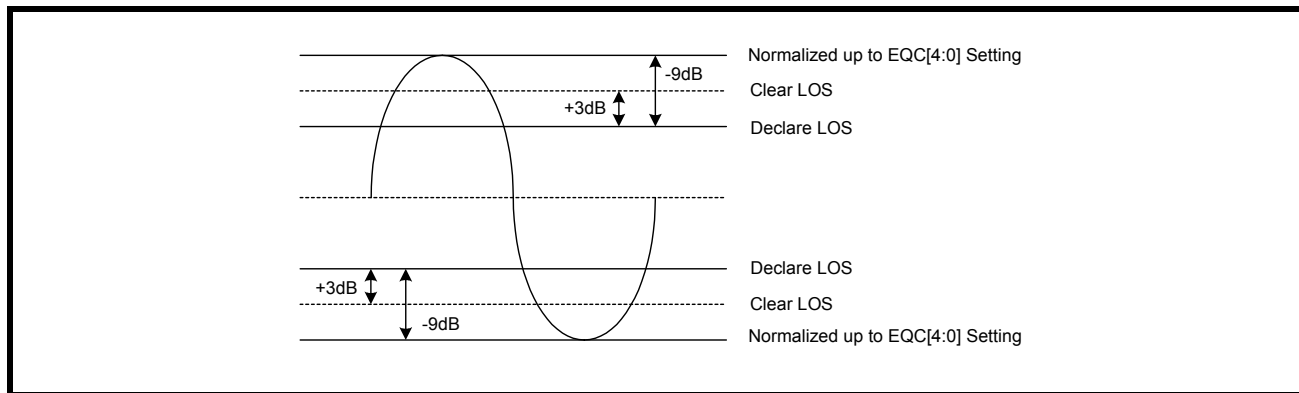 Normalized up to EQC[4:0] Setting
-9dB
Clear LOS
+3dB
Declare LOS
Declare LOS
+3dB
Clear LOS
-9dB
Normalized up to EQC[4:0] Setting